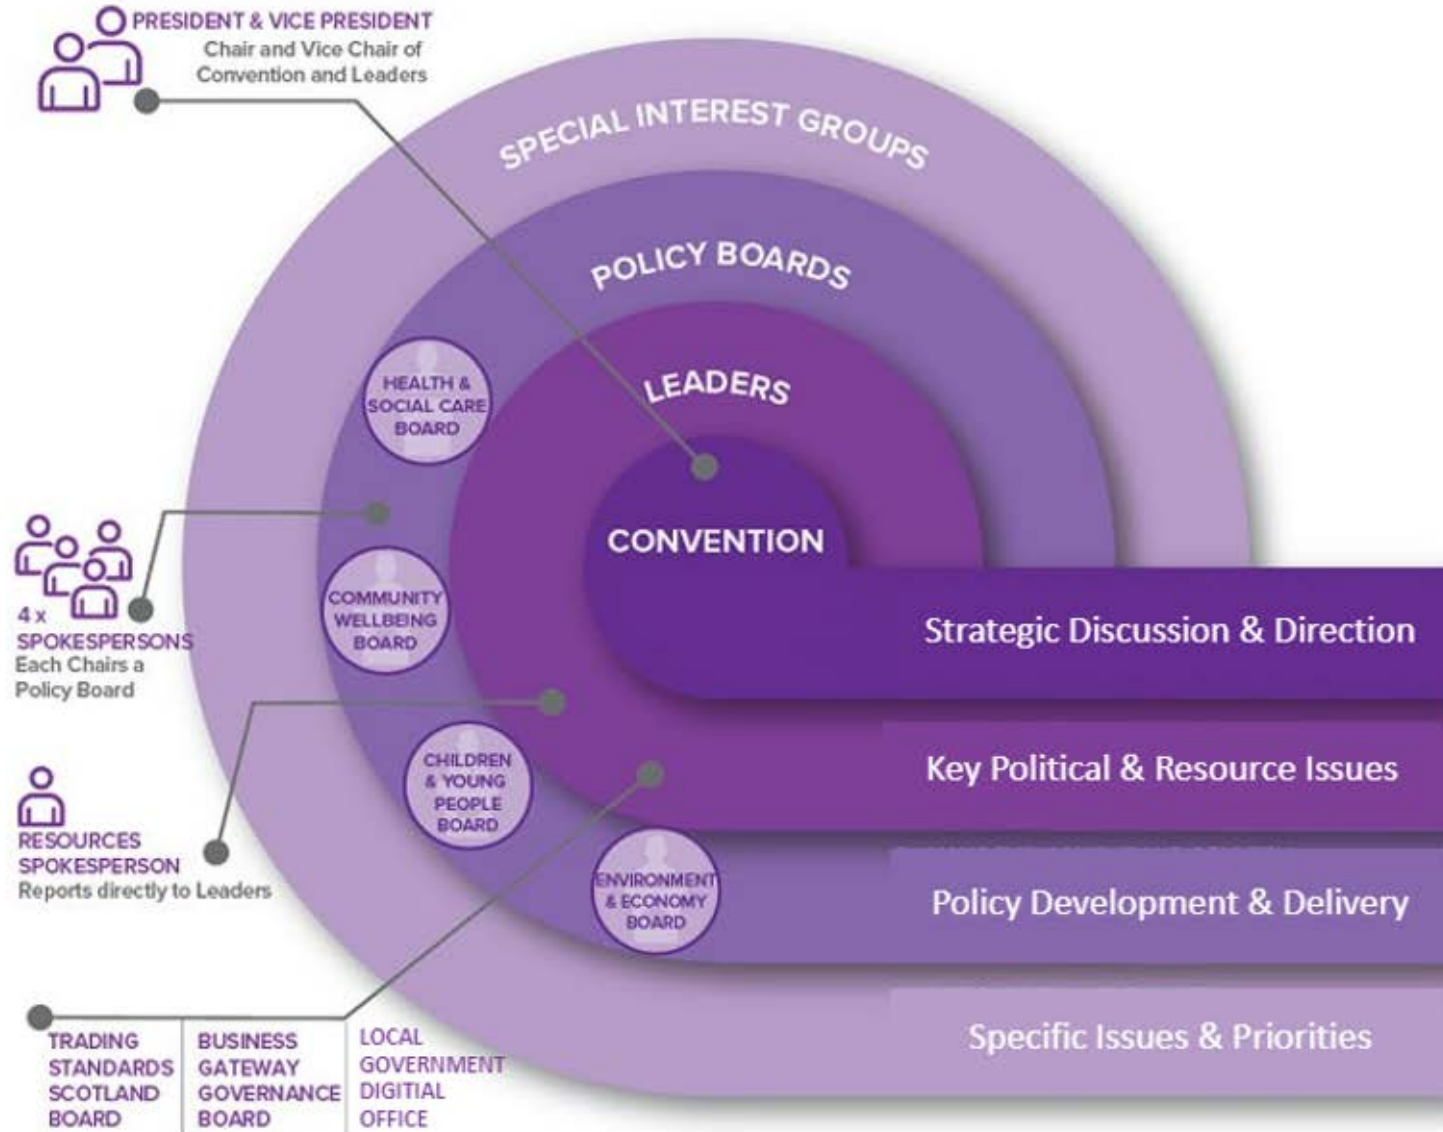 PRESIDENT & VICE PRESIDENT
Chair and Vice Chair of
Convention and Leaders
SPECIAL INTEREST GROUPS
POLICY BOARDS
LEADERS
CONVENTION
HEALTH &
SOCIAL CARE
BOARD
COMMUNITY
WELLBEING
BOARD
CHILDREN
& YOUNG
PEOPLE
BOARD
ENVIRONMENT
& ECONOMY
BOARD
4 x
SPOKESPERSONS
Each Chairs a
Policy Board
RESOURCES
SPOKESPERSON
Reports directly to Leaders
TRADING
STANDARDS
SCOTLAND
BOARD
BUSINESS
GATEWAY
GOVERNANCE
BOARD
LOCAL
GOVERNMENT
DIGITIAL
OFFICE
Strategic Discussion & Direction
Key Political & Resource Issues
Policy Development & Delivery
Specific Issues & Priorities